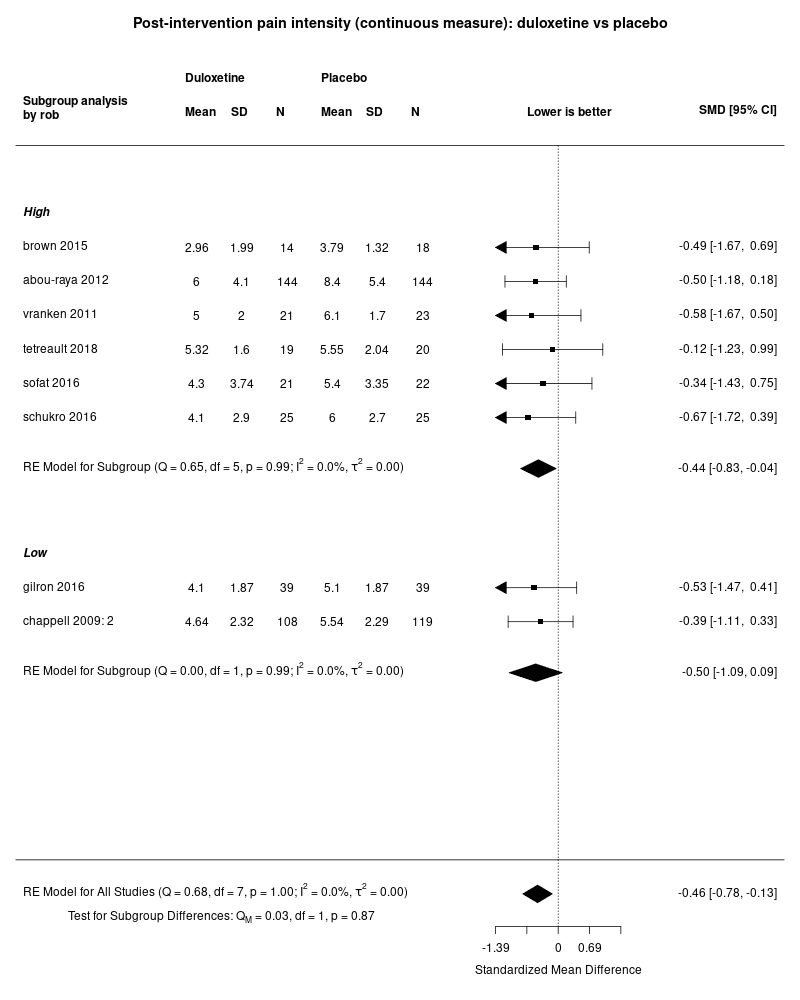 Post-intervention pain intensity (continuous measure): duloxetine vs placebo
Duloxetine Placebo
Subgroup analysis
by rob
Mean SD N Mean SD N Lower is better SMD [95% CI]
High
brown 2015 2.96 1.99 14 3.79 1.32 18 -0.49 [-1.67, 0.69]
abou-raya 2012 6 4.1 144 8.4 5.4 144 -0.50 [-1.18, 0.18]
vranken 2011 5 2 21 6.1 1.7 23 -0.58 [-1.67, 0.50]
tetreault 2018 5.32 1.6 19 5.55 2.04 20 -0.12 [-1.23, 0.99]
sofat 2016 4.3 3.74 21 5.4 3.35 22 -0.34 [-1.43, 0.75]
schukro 2016 4.1 2.9 25 6 2.7 25 -0.67 [-1.72, 0.39]
RE Model for Subgroup (Q = 0.65, df = 5, p = 0.99; I² = 0.0%, τ² = 0.00) -0.44 [-0.83, -0.04]
Low
gilron 2016 4.1 1.87 39 5.1 1.87 39 -0.53 [-1.47, 0.41]
chappell 2009: 2 4.64 2.32 108 5.54 2.29 119 -0.39 [-1.11, 0.33]
RE Model for Subgroup (Q = 0.00, df = 1, p = 0.99; I² = 0.0%, τ² = 0.00) -0.50 [-1.09, 0.09]
RE Model for All Studies (Q = 0.68, df = 7, p = 1.00; I² = 0.0%, τ² = 0.00) -0.46 [-0.78, -0.13]
Test for Subgroup Differences: Q_M = 0.03, df = 1, p = 0.87
-1.39 0 0.69
Standardized Mean Difference